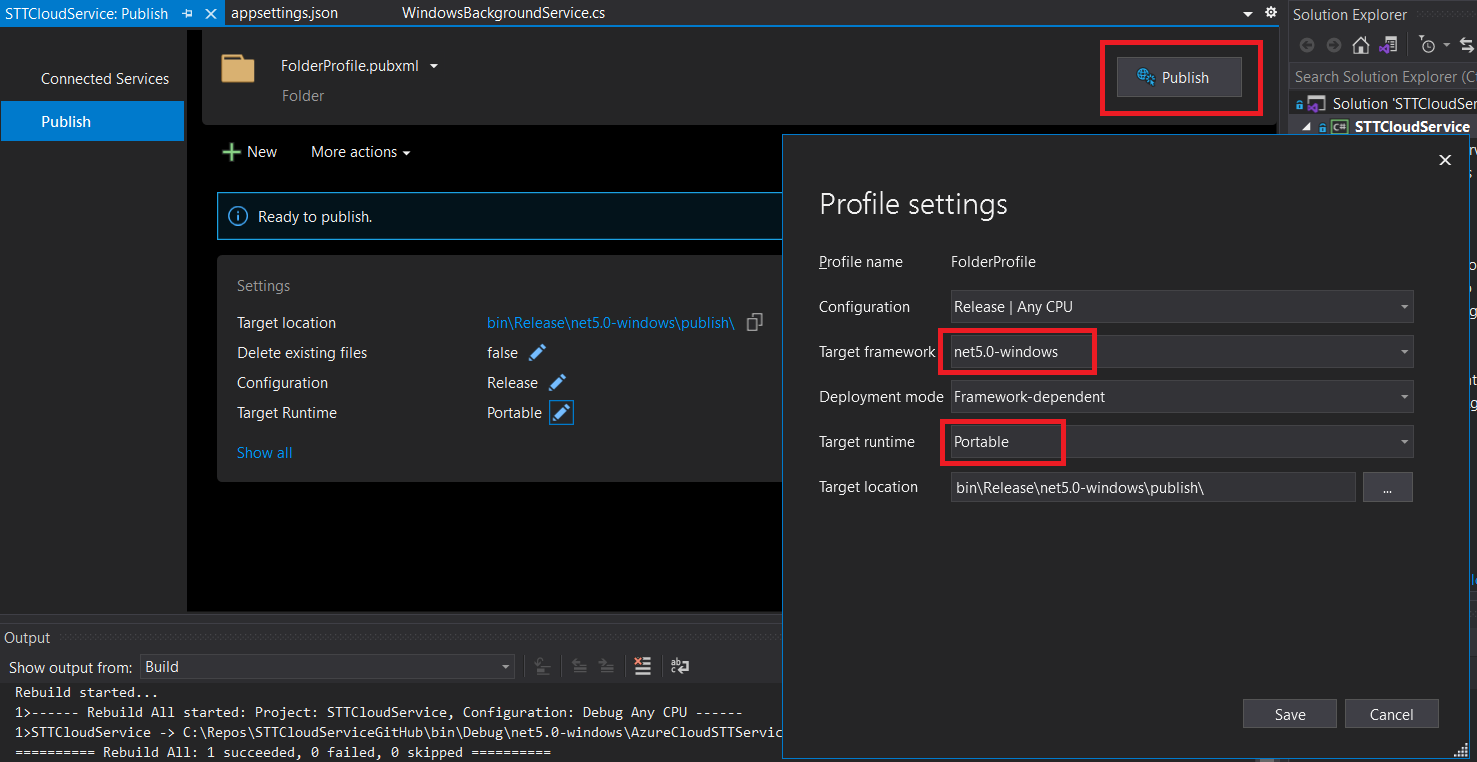 STTCloudService: Publish
appsettings.json
WindowsBackgroundService.cs
Solution Explorer
Connected Services
Publish
FolderProfile.pubxml
Folder
Publish
Search Solution Explorer
Solution
STTCloudService
New
More actions
Ready to publish.
Settings
Target location bin\Release\net5.0-windows\publish\
Delete existing files false
Configuration Release
Target Runtime Portable
Show all
Profile settings
Profile name FolderProfile
Configuration Release | Any CPU
Target framework net5.0-windows
Deployment mode Framework-dependent
Target runtime Portable
Target location bin\Release\net5.0-windows\publish\ ...
Save Cancel
Output
Show output from: Build
Rebuild started...
1>------ Rebuild All started: Project: STTCloudService, Configuration: Debug Any CPU ------
1>STTCloudService -> C:\Repos\STTCloudServiceGitHub\bin\Debug\net5.0-windows\AzureCloudSTTServic
========== Rebuild All: 1 succeeded, 0 failed, 0 skipped ==========